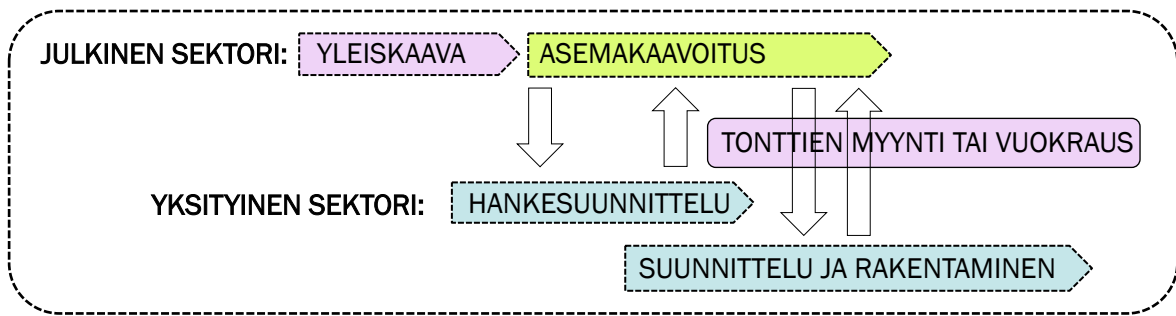 JULKINEN SEKTORI: YLEISKAAVA ASEMAKAAVOITUS
TONTTIEN MYYNTI TAI VUOKRAUS
YKSITYINEN SEKTORI: HANKESUUNNITTELU
SUUNNITTELU JA RAKENTAMINEN